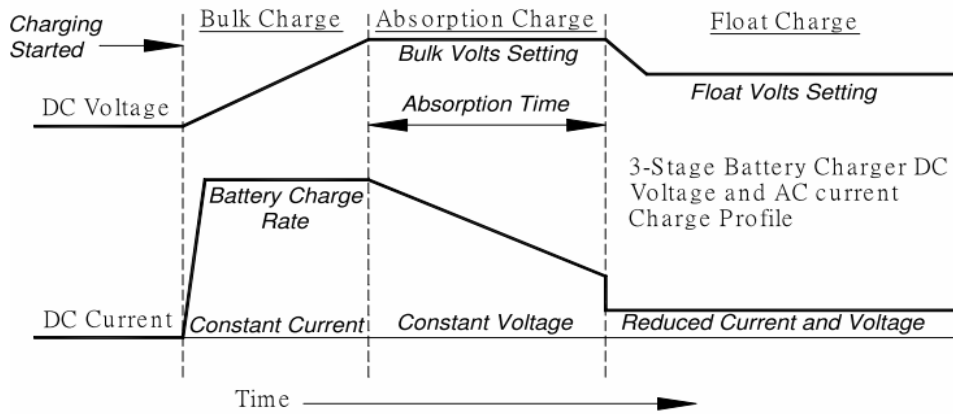 Charging
Started
Bulk Charge
Absorption Charge
Float Charge
Bulk Volts Setting
DC Voltage
Float Volts Setting
Absorption Time
3-Stage Battery Charger DC
Voltage and AC current
Charge Profile
Battery Charge
Rate
DC Current
Constant Current
Constant Voltage
Reduced Current and Voltage
Time